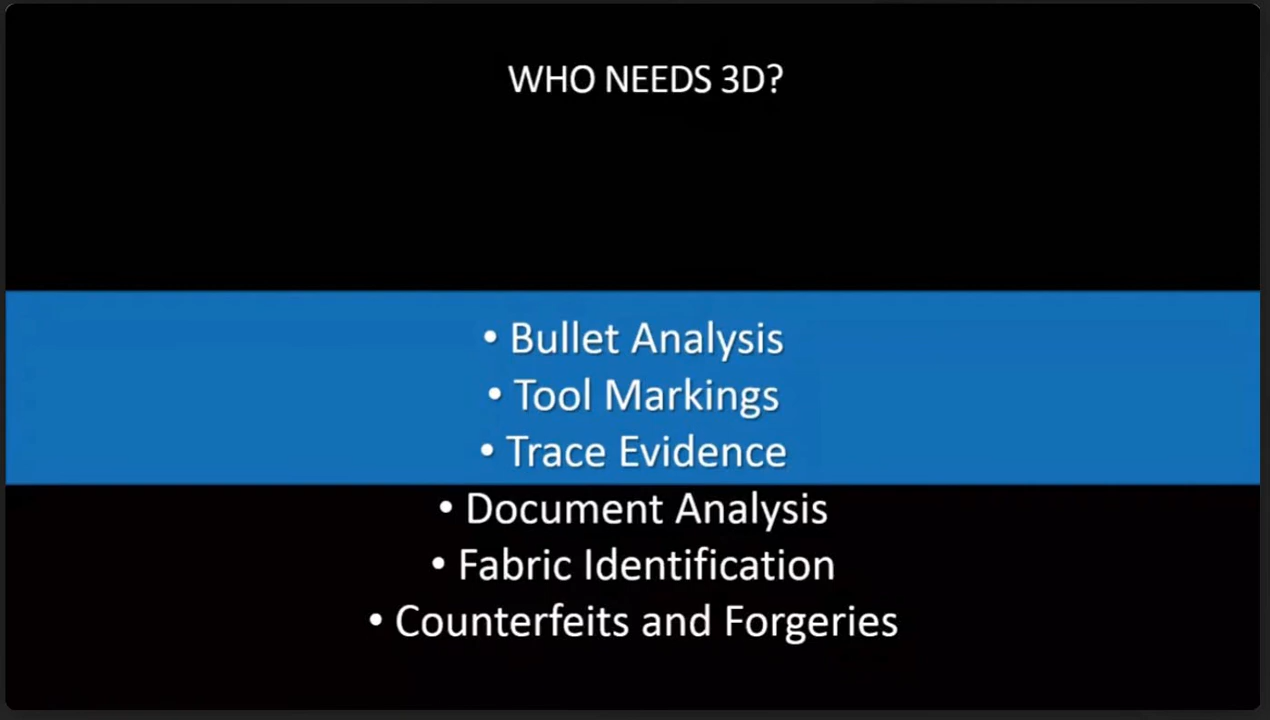 WHO NEEDS 3D?
• Bullet Analysis
• Tool Markings
• Trace Evidence
• Document Analysis
• Fabric Identification
• Counterfeits and Forgeries